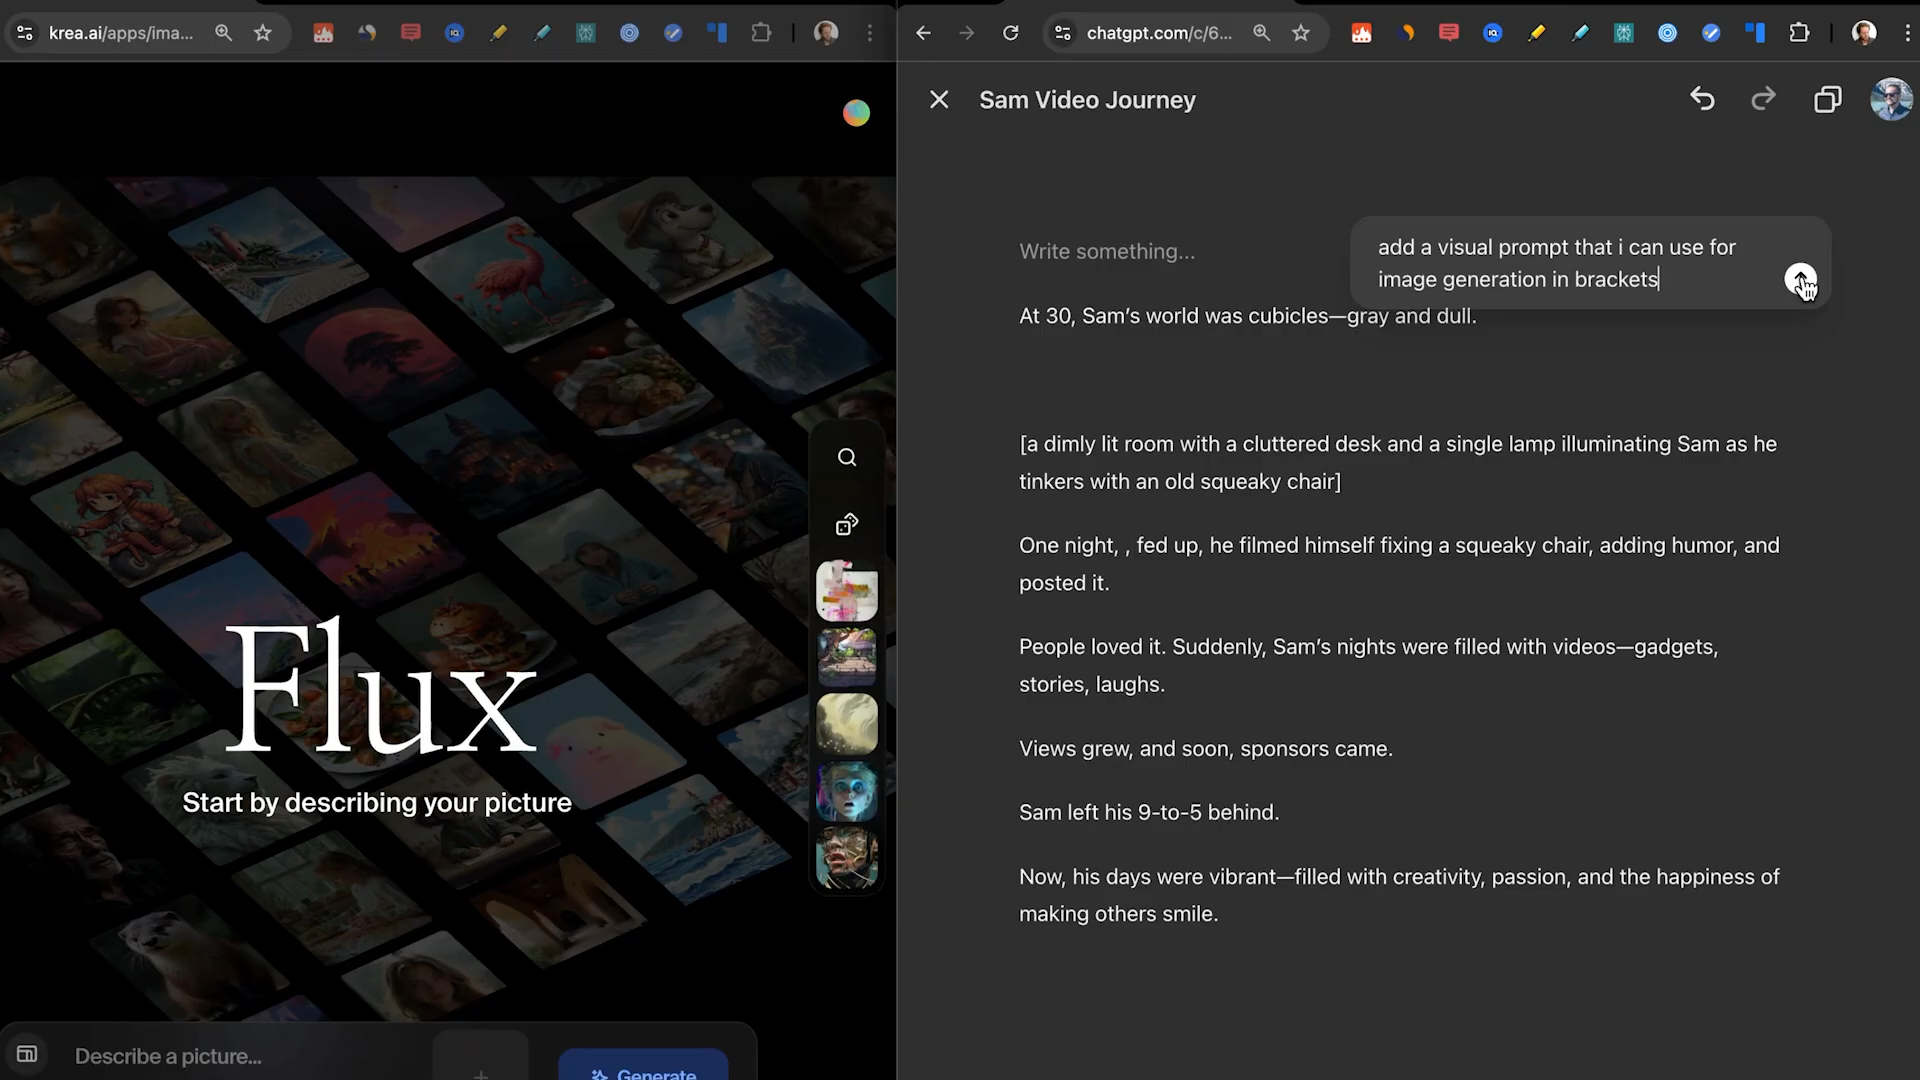 krea.ai/apps/ima...
Flux
Start by describing your picture
Describe a picture...
Generate
chatgpt.com/c/6...
Sam Video Journey
Write something...
add a visual prompt that i can use for
image generation in brackets
At 30, Sam’s world was cubicles—gray and dull.
[a dimly lit room with a cluttered desk and a single lamp illuminating Sam as he
tinkers with an old squeaky chair]
One night, , fed up, he filmed himself fixing a squeaky chair, adding humor, and
posted it.
People loved it. Suddenly, Sam’s nights were filled with videos—gadgets,
stories, laughs.
Views grew, and soon, sponsors came.
Sam left his 9-to-5 behind.
Now, his days were vibrant—filled with creativity, passion, and the happiness of
making others smile.